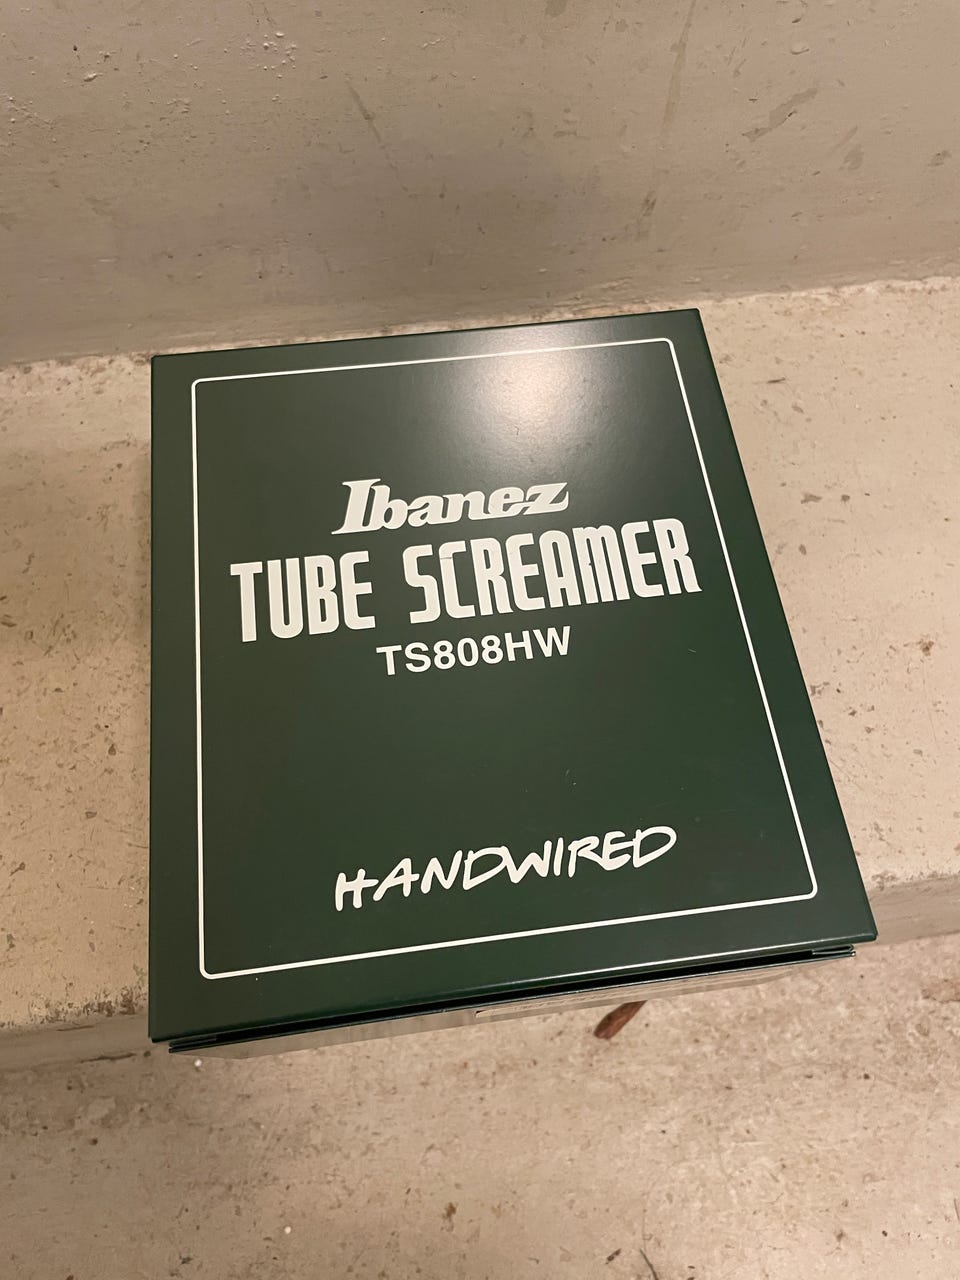 Ibanez
TUBE SCREAMER
TS808HW
HANDWIRED